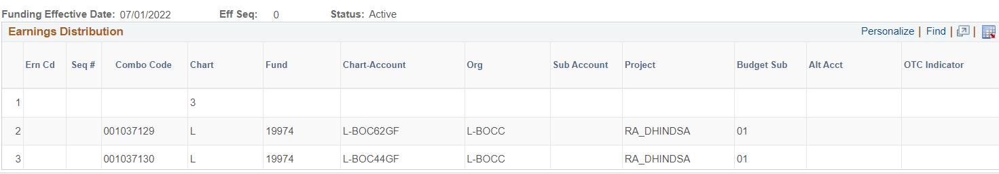 Funding Effective Date: 07/01/2022 Eff Seq: 0 Status: Active
Earnings Distribution Personalize | Find | |
Ern Cd Seq # Combo Code Chart Fund Chart-Account Org Sub Account Project Budget Sub Alt Acct OTC Indicator
1 3
2 001037129 L 19974 L-BOC62GF L-BOCC RA_DHINDSA 01
3 001037130 L 19974 L-BOC44GF L-BOCC RA_DHINDSA 01